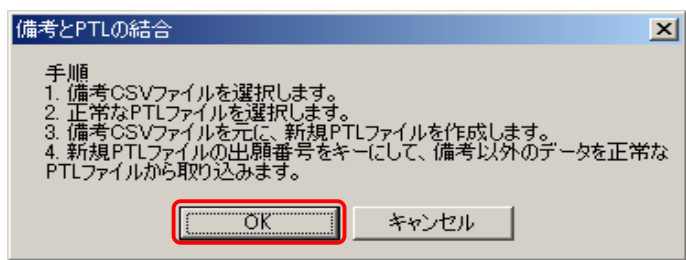 備考とPTLの結合
手順
1. 備考CSVファイルを選択します。
2. 正常なPTLファイルを選択します。
3. 備考CSVファイルを元に、新規PTLファイルを作成します。
4. 新規PTLファイルの出願番号をキーにして、備考以外のデータを正常な
PTLファイルから取り込みます。
OK
キャンセル